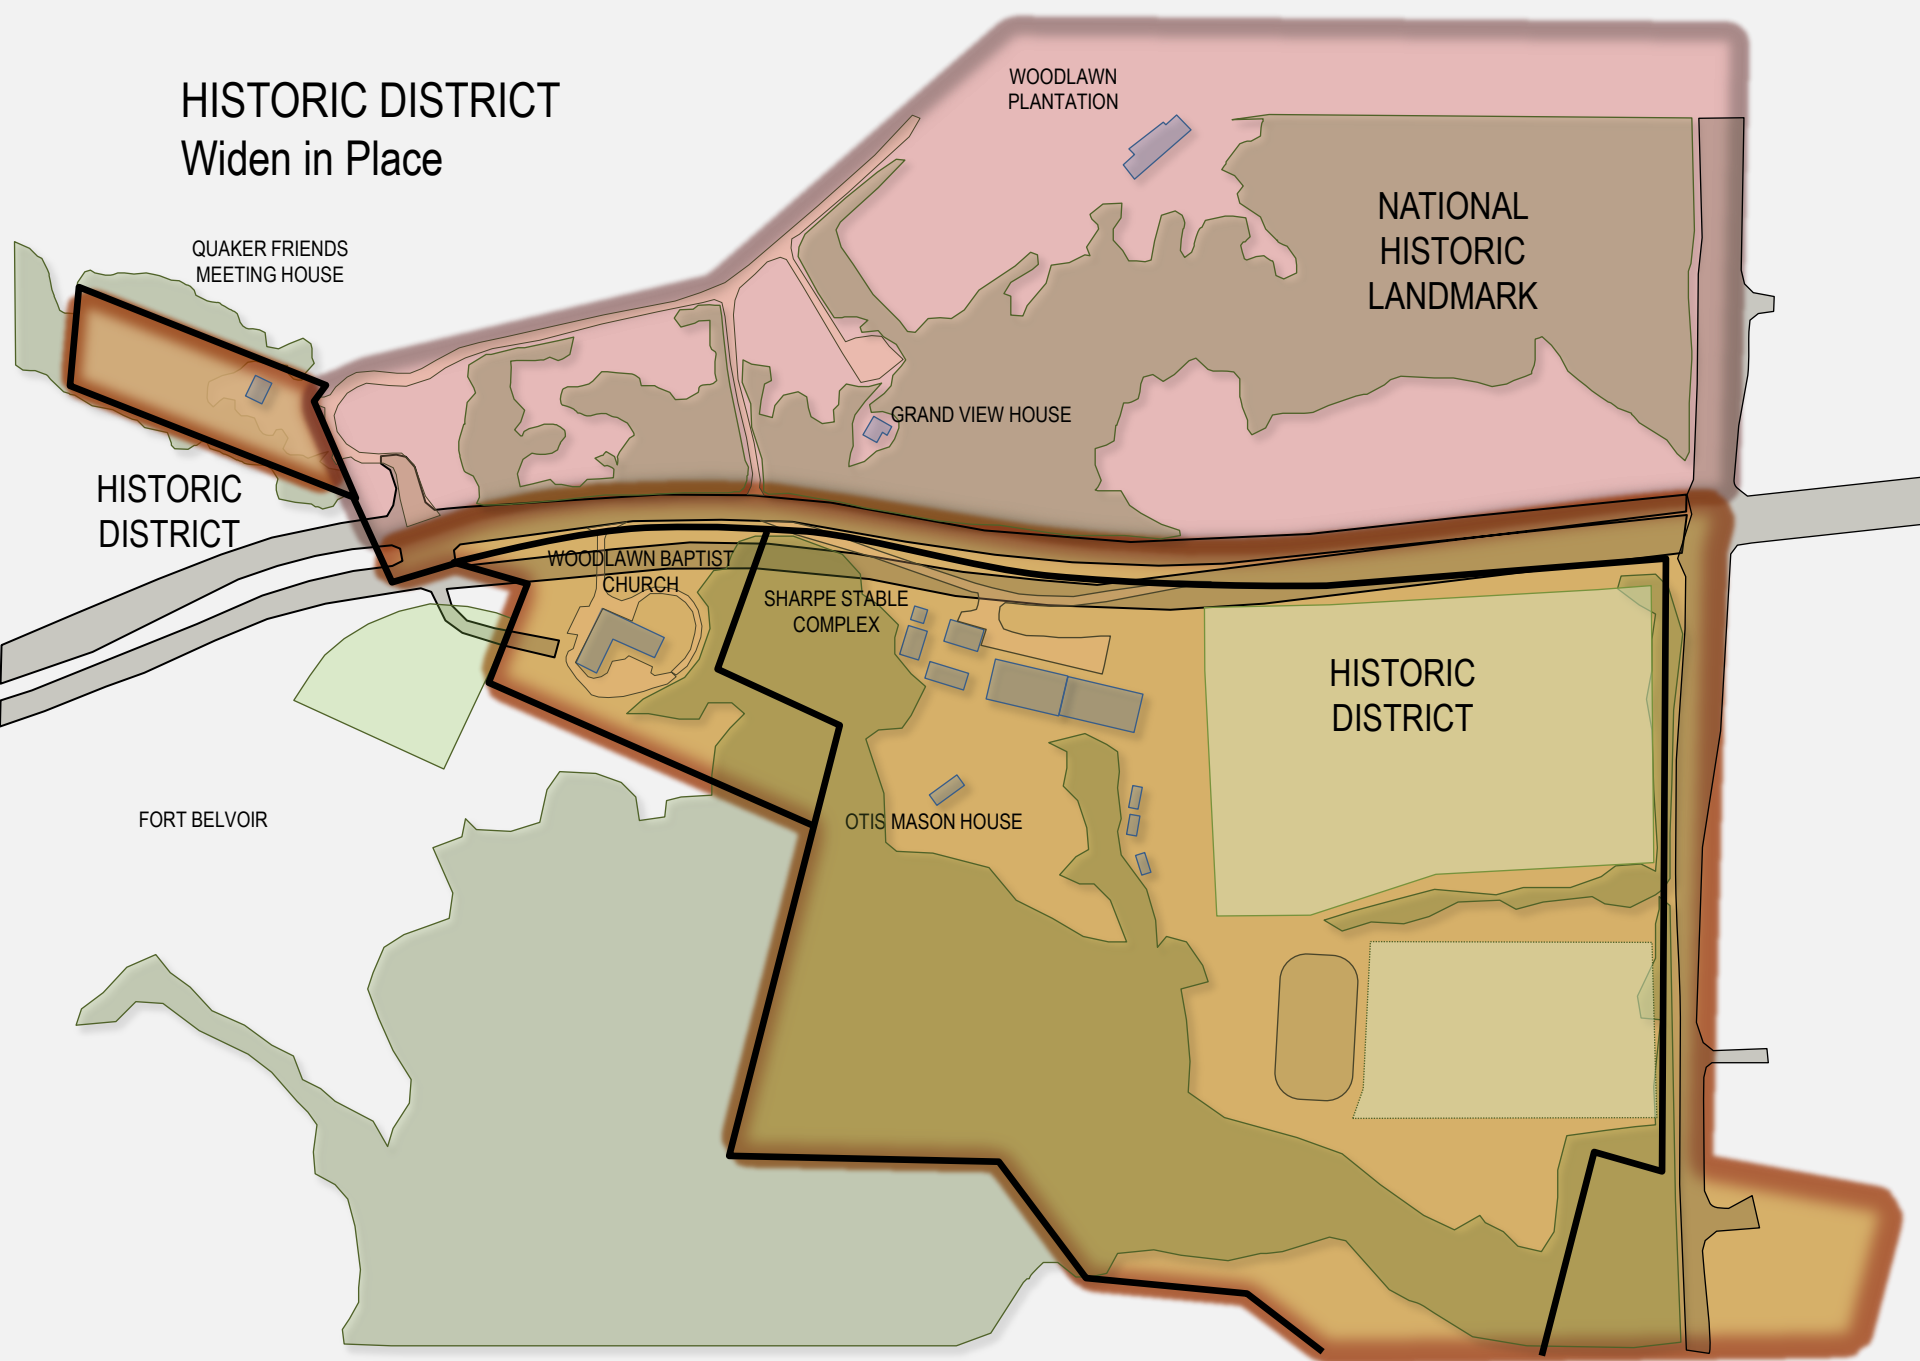 HISTORIC DISTRICT
Widen in Place
WOODLAWN
PLANTATION
NATIONAL
HISTORIC
LANDMARK
QUAKER FRIENDS
MEETING HOUSE
GRAND VIEW HOUSE
HISTORIC
DISTRICT
WOODLAWN BAPTIST
CHURCH
SHARPE STABLE
COMPLEX
HISTORIC
DISTRICT
FORT BELVOIR
OTIS MASON HOUSE